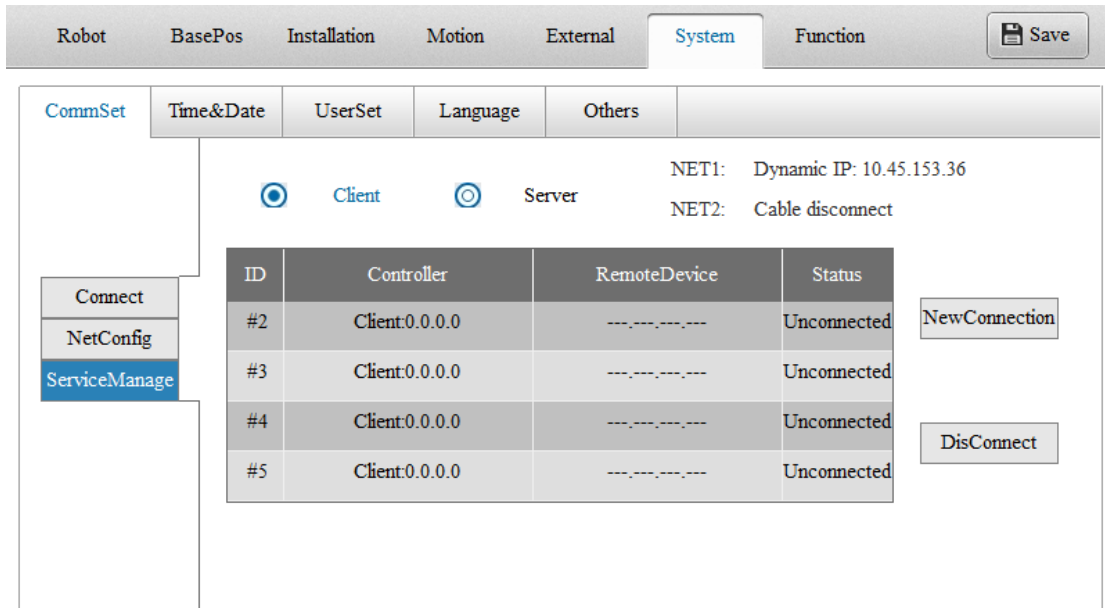 Robot BasePos Installation Motion External System Function Save
CommSet Time&Date UserSet Language Others
NET1: Dynamic IP: 10.45.153.36
Client Server
NET2: Cable disconnect
ID Controller RemoteDevice Status
Connect
NetConfig
ServiceManage
#2 Client:0.0.0.0 ---.---.---.--- Unconnected
#3 Client:0.0.0.0 ---.---.---.--- Unconnected
#4 Client:0.0.0.0 ---.---.---.--- Unconnected
#5 Client:0.0.0.0 ---.---.---.--- Unconnected
NewConnection
DisConnect